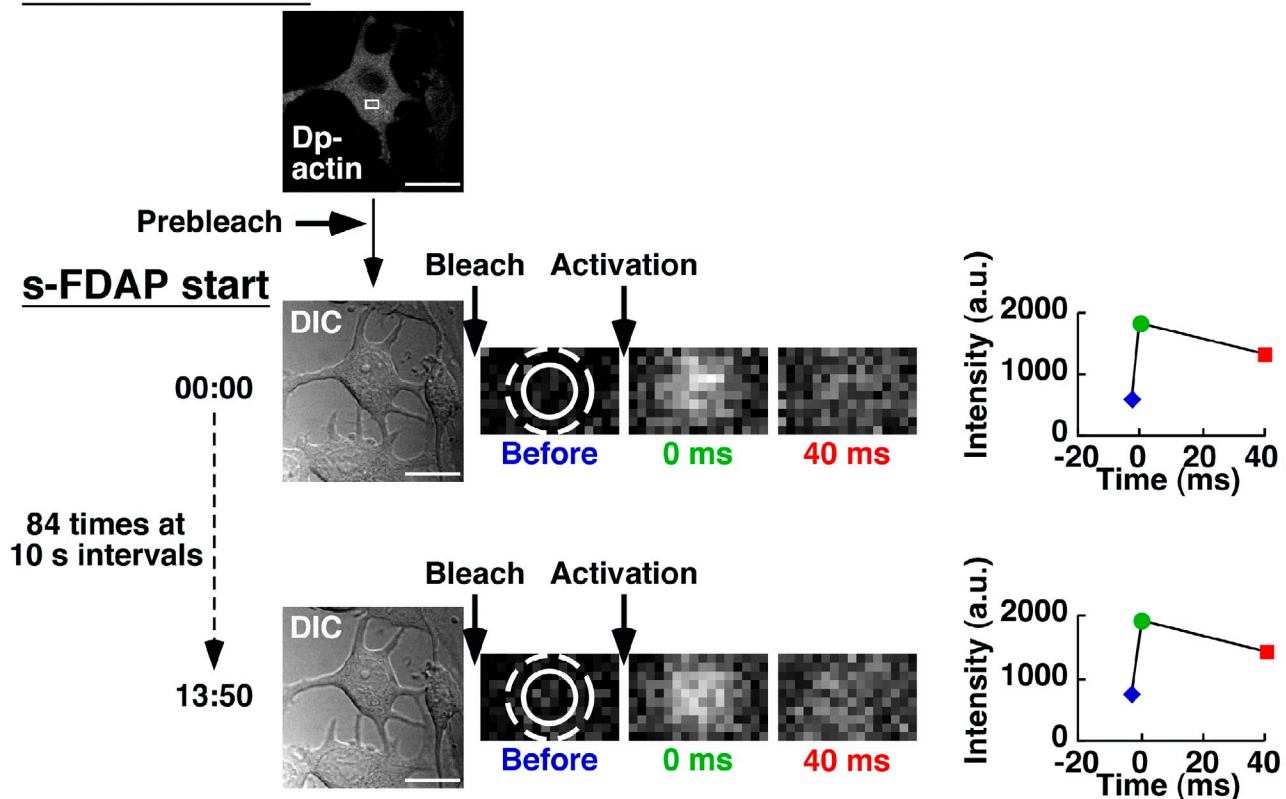 Dp-
actin
Prebleach
s-FDAP start
Bleach Activation
DIC
00:00
Before 0 ms 40 ms
Intensity (a.u.)
2000
1000
0
-20 0 20 40
Time (ms)
84 times at
10 s intervals
Bleach Activation
DIC
13:50
Before 0 ms 40 ms
Intensity (a.u.)
2000
1000
0
-20 0 20 40
Time (ms)